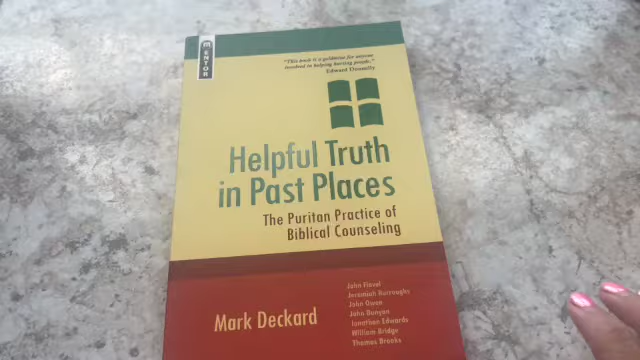 MENTOR
"This book is a goldmine for anyone
involved in helping hurting people."
Edward Donnelly
Helpful Truth
in Past Places
The Puritan Practice of
Biblical Counseling
Mark Deckard
John Flavel
Jeremiah Burroughs
John Owen
John Bunyan
Jonathan Edwards
William Bridge
Thomas Brooks